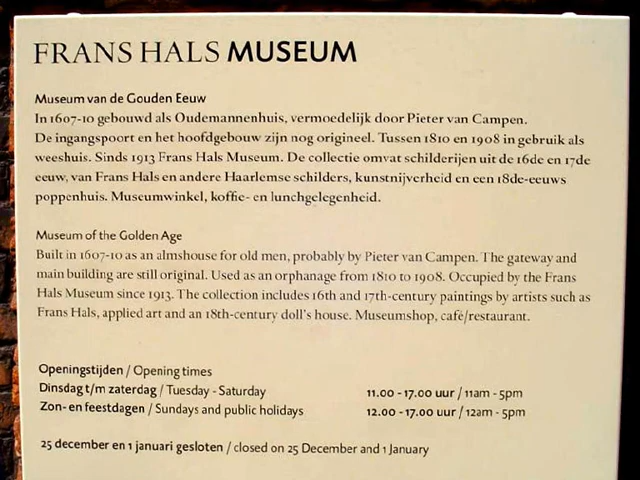 FRANS HALS MUSEUM
Museum van de Gouden Eeuw
In 1607-10 gebouwd als Oudemannenhuis, vermoedelijk door Pieter van Campen.
De ingangspoort en het hoofdgebouw zijn nog origineel. Tussen 1810 en 1908 in gebruik als
weeshuis. Sinds 1913 Frans Hals Museum. De collectie omvat schilderijen uit de 16de en 17de
eeuw, van Frans Hals en andere Haarlemse schilders, kunstnijverheid en een 18de-eeuws
poppenhuis. Museumwinkel, koffie- en lunchgelegenheid.
Museum of the Golden Age
Built in 1607-10 as an almshouse for old men, probably by Pieter van Campen. The gateway and
main building are still original. Used as an orphanage from 1810 to 1908. Occupied by the Frans
Hals Museum since 1913. The collection includes 16th and 17th-century paintings by artists such as
Frans Hals, applied art and an 18th-century doll's house. Museumshop, café/restaurant.
Openingstijden / Opening times
Dinsdag t/m zaterdag / Tuesday - Saturday 11.00 - 17.00 uur / 11am - 5pm
Zon- en feestdagen / Sundays and public holidays 12.00 - 17.00 uur / 12am - 5pm
25 december en 1 januari gesloten / closed on 25 December and 1 January